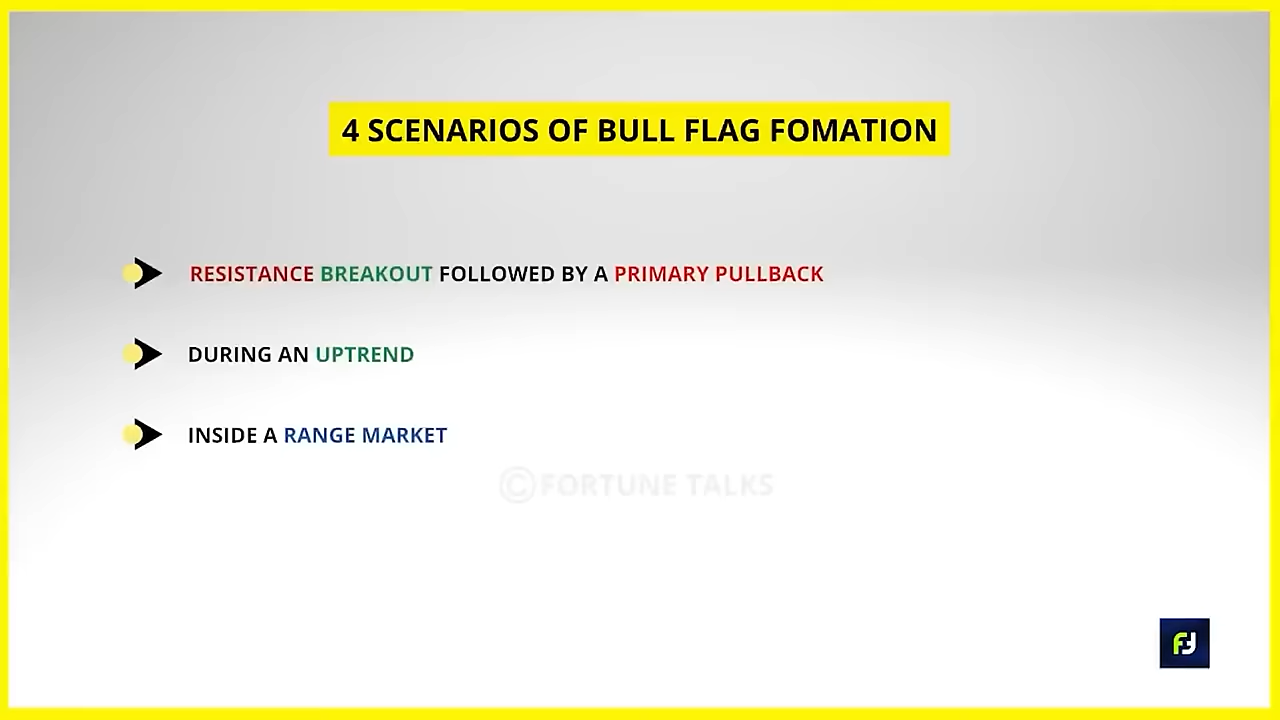 4 SCENARIOS OF BULL FLAG FOMATION
RESISTANCE BREAKOUT FOLLOWED BY A PRIMARY PULLBACK
DURING AN UPTREND
INSIDE A RANGE MARKET
©FORTUNE TALKS